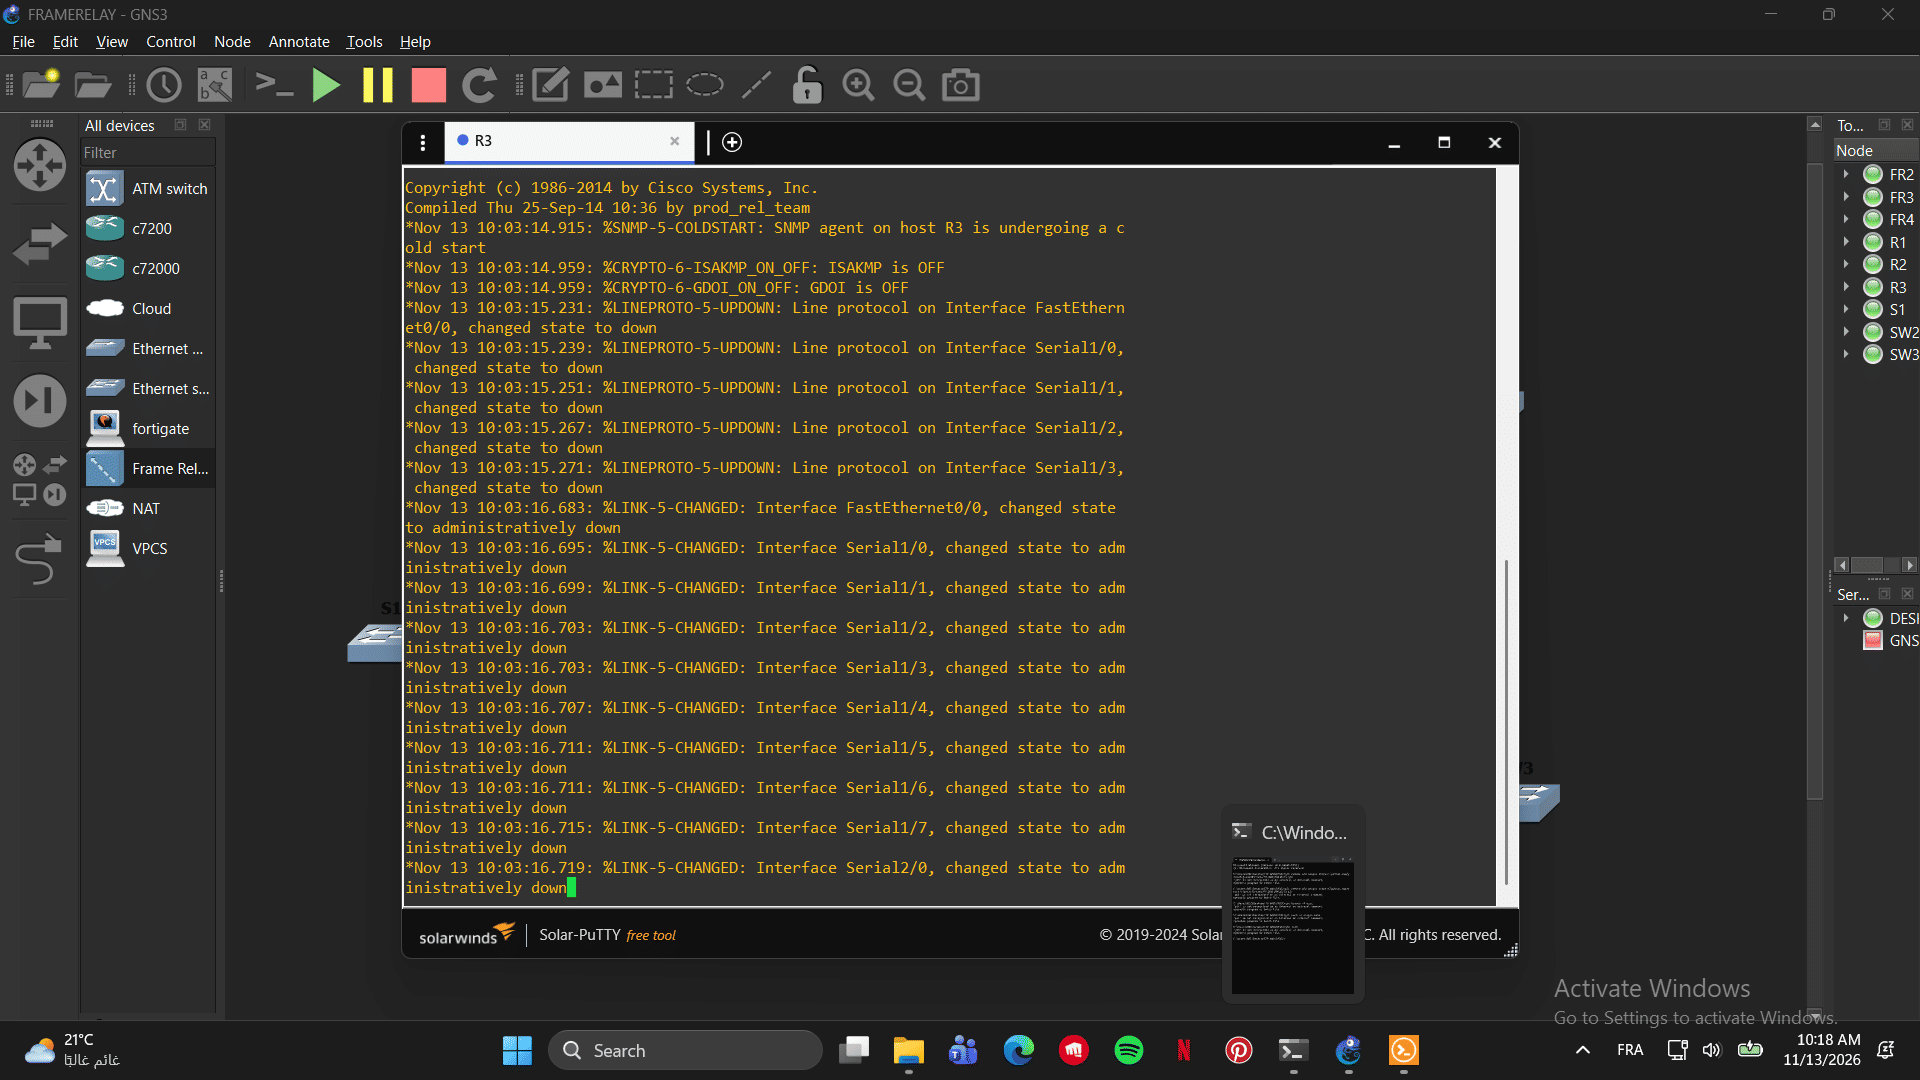 FRAMERELAY - GNS3
File Edit View Control Node Annotate Tools Help
All devices
Filter
ATM switch
c7200
c72000
Cloud
Ethernet ...
Ethernet s...
fortigate
Frame Rel...
NAT
VPCS
S1
R3
Copyright (c) 1986-2014 by Cisco Systems, Inc.
Compiled Thu 25-Sep-14 10:36 by prod_rel_team
*Nov 13 10:03:14.915: %SNMP-5-COLDSTART: SNMP agent on host R3 is undergoing a c
old start
*Nov 13 10:03:14.959: %CRYPTO-6-ISAKMP_ON_OFF: ISAKMP is OFF
*Nov 13 10:03:14.959: %CRYPTO-6-GDOI_ON_OFF: GDOI is OFF
*Nov 13 10:03:15.231: %LINEPROTO-5-UPDOWN: Line protocol on Interface FastEthern
et0/0, changed state to down
*Nov 13 10:03:15.239: %LINEPROTO-5-UPDOWN: Line protocol on Interface Serial1/0,
changed state to down
*Nov 13 10:03:15.251: %LINEPROTO-5-UPDOWN: Line protocol on Interface Serial1/1,
changed state to down
*Nov 13 10:03:15.267: %LINEPROTO-5-UPDOWN: Line protocol on Interface Serial1/2,
changed state to down
*Nov 13 10:03:15.271: %LINEPROTO-5-UPDOWN: Line protocol on Interface Serial1/3,
changed state to down
*Nov 13 10:03:16.683: %LINK-5-CHANGED: Interface FastEthernet0/0, changed state
to administratively down
*Nov 13 10:03:16.695: %LINK-5-CHANGED: Interface Serial1/0, changed state to adm
inistratively down
*Nov 13 10:03:16.699: %LINK-5-CHANGED: Interface Serial1/1, changed state to adm
inistratively down
*Nov 13 10:03:16.703: %LINK-5-CHANGED: Interface Serial1/2, changed state to adm
inistratively down
*Nov 13 10:03:16.703: %LINK-5-CHANGED: Interface Serial1/3, changed state to adm
inistratively down
*Nov 13 10:03:16.707: %LINK-5-CHANGED: Interface Serial1/4, changed state to adm
inistratively down
*Nov 13 10:03:16.711: %LINK-5-CHANGED: Interface Serial1/5, changed state to adm
inistratively down
*Nov 13 10:03:16.711: %LINK-5-CHANGED: Interface Serial1/6, changed state to adm
inistratively down
*Nov 13 10:03:16.715: %LINK-5-CHANGED: Interface Serial1/7, changed state to adm
inistratively down
*Nov 13 10:03:16.719: %LINK-5-CHANGED: Interface Serial2/0, changed state to adm
inistratively down
solarwinds Solar-PuTTY free tool
© 2019-2024 Solar
C. All rights reserved.
C:\Windo...
To...
Node
FR2
FR3
FR4
R1
R2
R3
S1
SW2
SW3
Ser...
DESI
GNS
Activate Windows
Go to Settings to activate Windows.
21°C
غائم غالبًا
Search
FRA
10:18 AM
11/13/2026